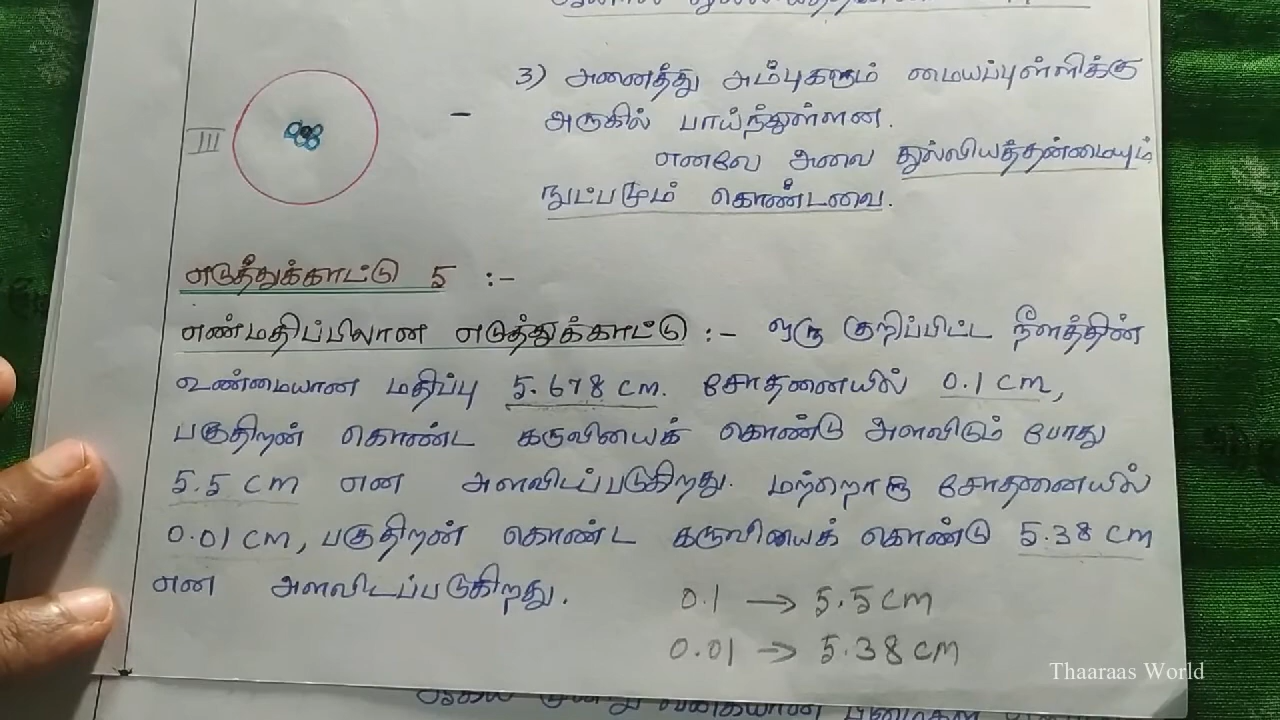 3) அனைத்து அம்புகளும் மையப்புள்ளிக்கு
III
- அருகில் பாய்ந்துள்ளன.
எனவே அவை துல்லியத்தன்மையும்
நுட்பமும் கொண்டவை.
எடுத்துக்காட்டு 5 :-
எண்மதிப்பிலான எடுத்துக்காட்டு :- ஒரு குறிப்பிட்ட நீளத்தின்
உண்மையான மதிப்பு 5.678 cm. சோதனையில் 0.1 cm,
பகுதிறன் கொண்ட கருவியைக் கொண்டு அளவிடும் போது
5.5 cm என அளவிடப்படுகிறது. மற்றொரு சோதனையில்
0.01 cm, பகுதிறன் கொண்ட கருவியைக் கொண்டு 5.38 cm
என அளவிடப்படுகிறது.
0.1 → 5.5 cm
0.01 → 5.38 cm
Thaaraas World